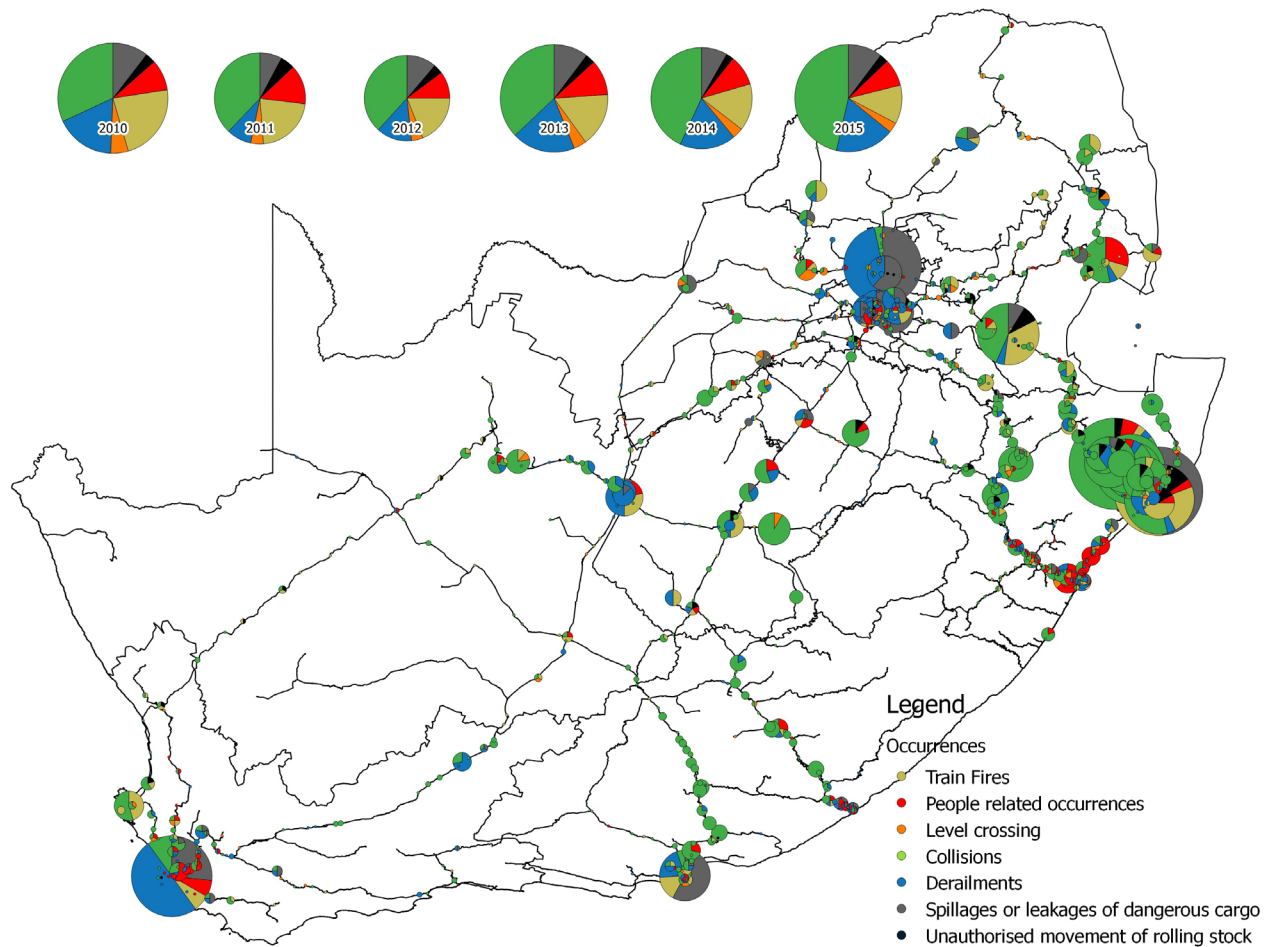 2010
2011
2012
2013
2014
2015
Legend
Occurrences
Train Fires
People related occurrences
Level crossing
Collisions
Derailments
Spillages or leakages of dangerous cargo
Unauthorised movement of rolling stock